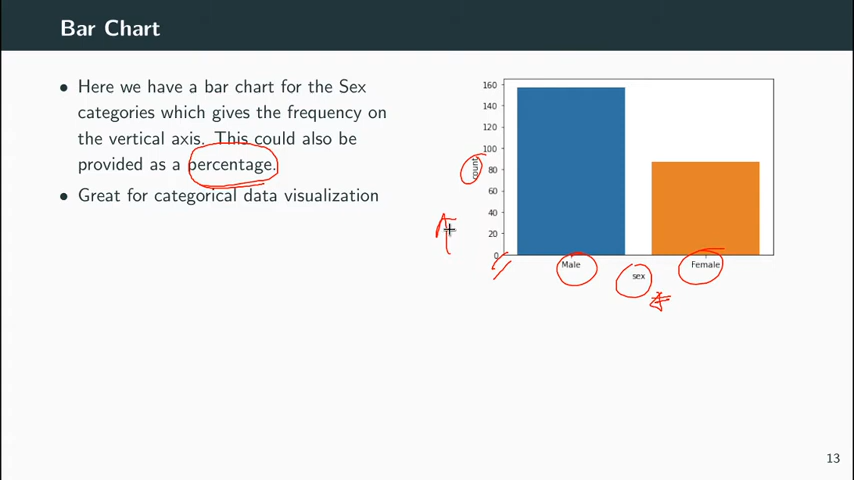 Bar Chart
• Here we have a bar chart for the Sex
categories which gives the frequency on
the vertical axis. This could also be
provided as a percentage.
• Great for categorical data visualization
160
140
120
100
80
60
40
20
0
count
Male
Female
sex
13